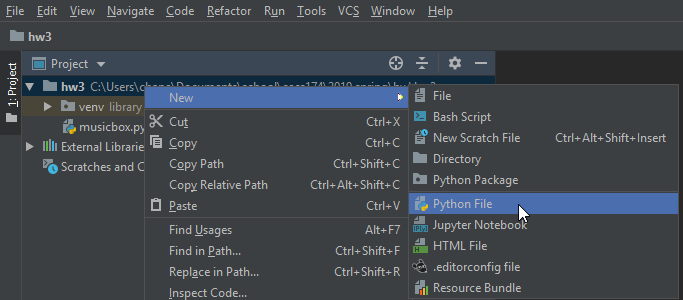 File Edit View Navigate Code Refactor Run Tools VCS Window Help
hw3
1: Project
Project
hw3
venv library
musicbox.py
External Librarie
Scratches and C
New
Cut Ctrl+X
Copy Ctrl+C
Copy Path Ctrl+Shift+C
Copy Relative Path Ctrl+Alt+Shift+C
Paste Ctrl+V
Find Usages Alt+F7
Find in Path... Ctrl+Shift+F
Replace in Path... Ctrl+Shift+R
Inspect Code...
File
Bash Script
New Scratch File Ctrl+Alt+Shift+Insert
Directory
Python Package
Python File
Jupyter Notebook
HTML File
.editorconfig file
Resource Bundle